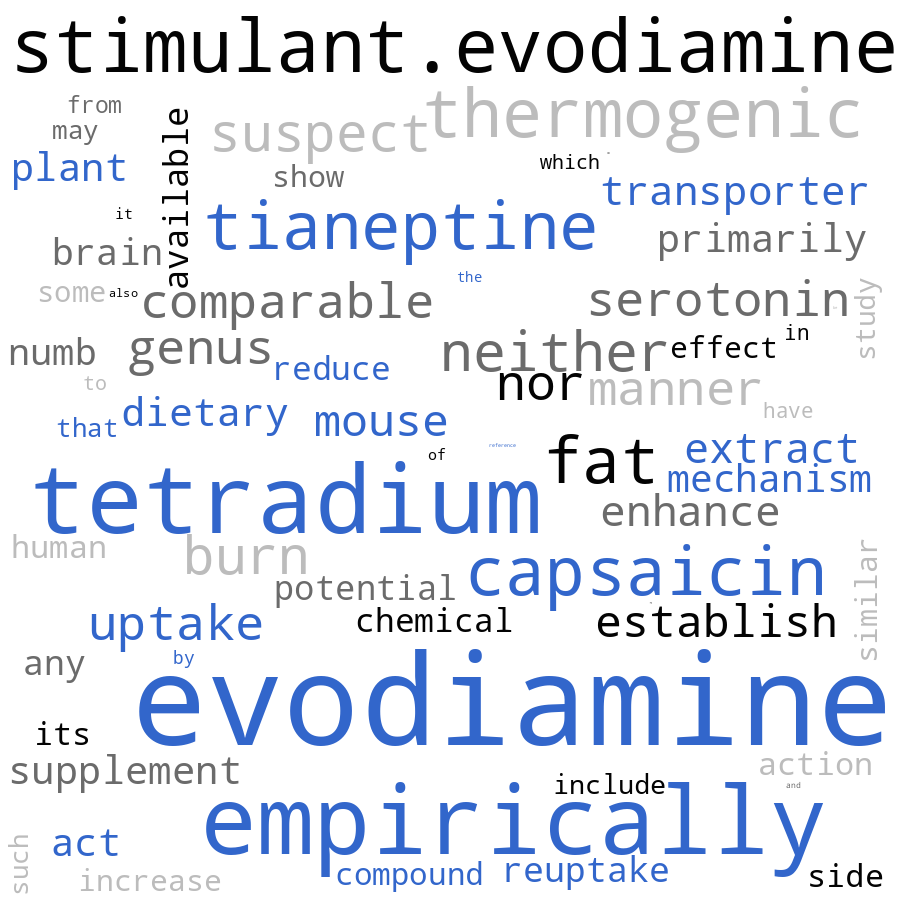 stimulant.evodiamine
from
thermogenic
may
suspect
available
which
plant
show
transporter
it
tianeptine
primarily
brain
the
some
also
comparable
serotonin
study
numb
genus
neither
effect
in
reduce
to
nor
manner
that
dietary
mouse
have
of
reference
fat
extract
tetradium
mechanism
enhance
human
burn
capsaicin
similar
potential
uptake
chemical
establish
any
by
evodiamine
its
supplement
action
include
and
empirically
such
act
increase
compound
reuptake
side